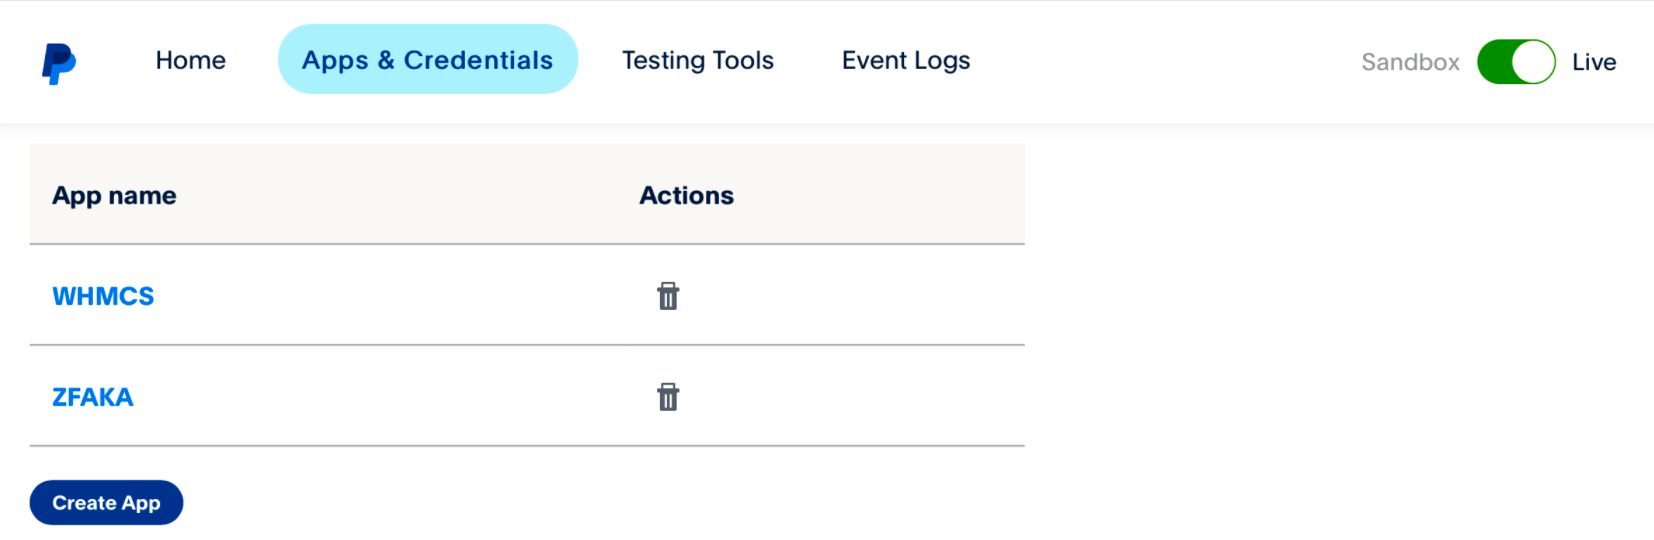 Home Apps & Credentials Testing Tools Event Logs Sandbox Live
App name Actions
WHMCS
ZFAKA
Create App